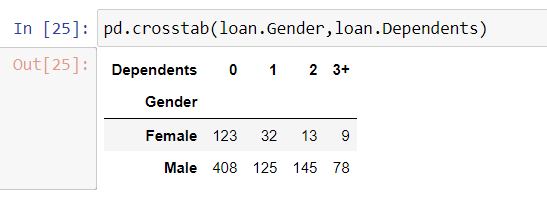 In [25]: pd.crosstab(loan.Gender,loan.Dependents)
Out[25]:
Dependents 0 1 2 3+
Gender
Female 123 32 13 9
Male 408 125 145 78